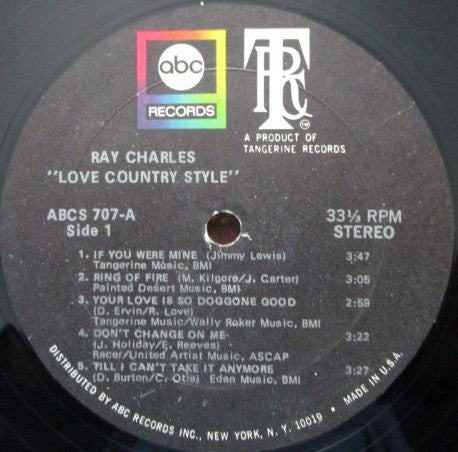 abc
RECORDS
TRC
TM
A PRODUCT OF
TANGERINE RECORDS
RAY CHARLES
"LOVE COUNTRY STYLE"
ABCS 707-A
Side 1
33⅓ RPM
STEREO
1. IF YOU WERE MINE (Jimmy Lewis) 3:47
Tangerine Music, BMI
2. RING OF FIRE (M. Kilgore/J. Carter) 3:05
Painted Desert Music, BMI
3. YOUR LOVE IS SO DOGGONE GOOD 2:59
(D. Ervin/R. Love)
Tangerine Music/Wally Roker Music, BMI
4. DON'T CHANGE ON ME 3:22
(J. Holiday/E. Reeves)
Racer/United Artist Music, ASCAP
5. TILL I CAN'T TAKE IT ANYMORE 3:27
(D. Burton/C. Otis) Eden Music, BMI
DISTRIBUTED BY ABC RECORDS INC., NEW YORK, N. Y. 10019 • MADE IN U.S.A.